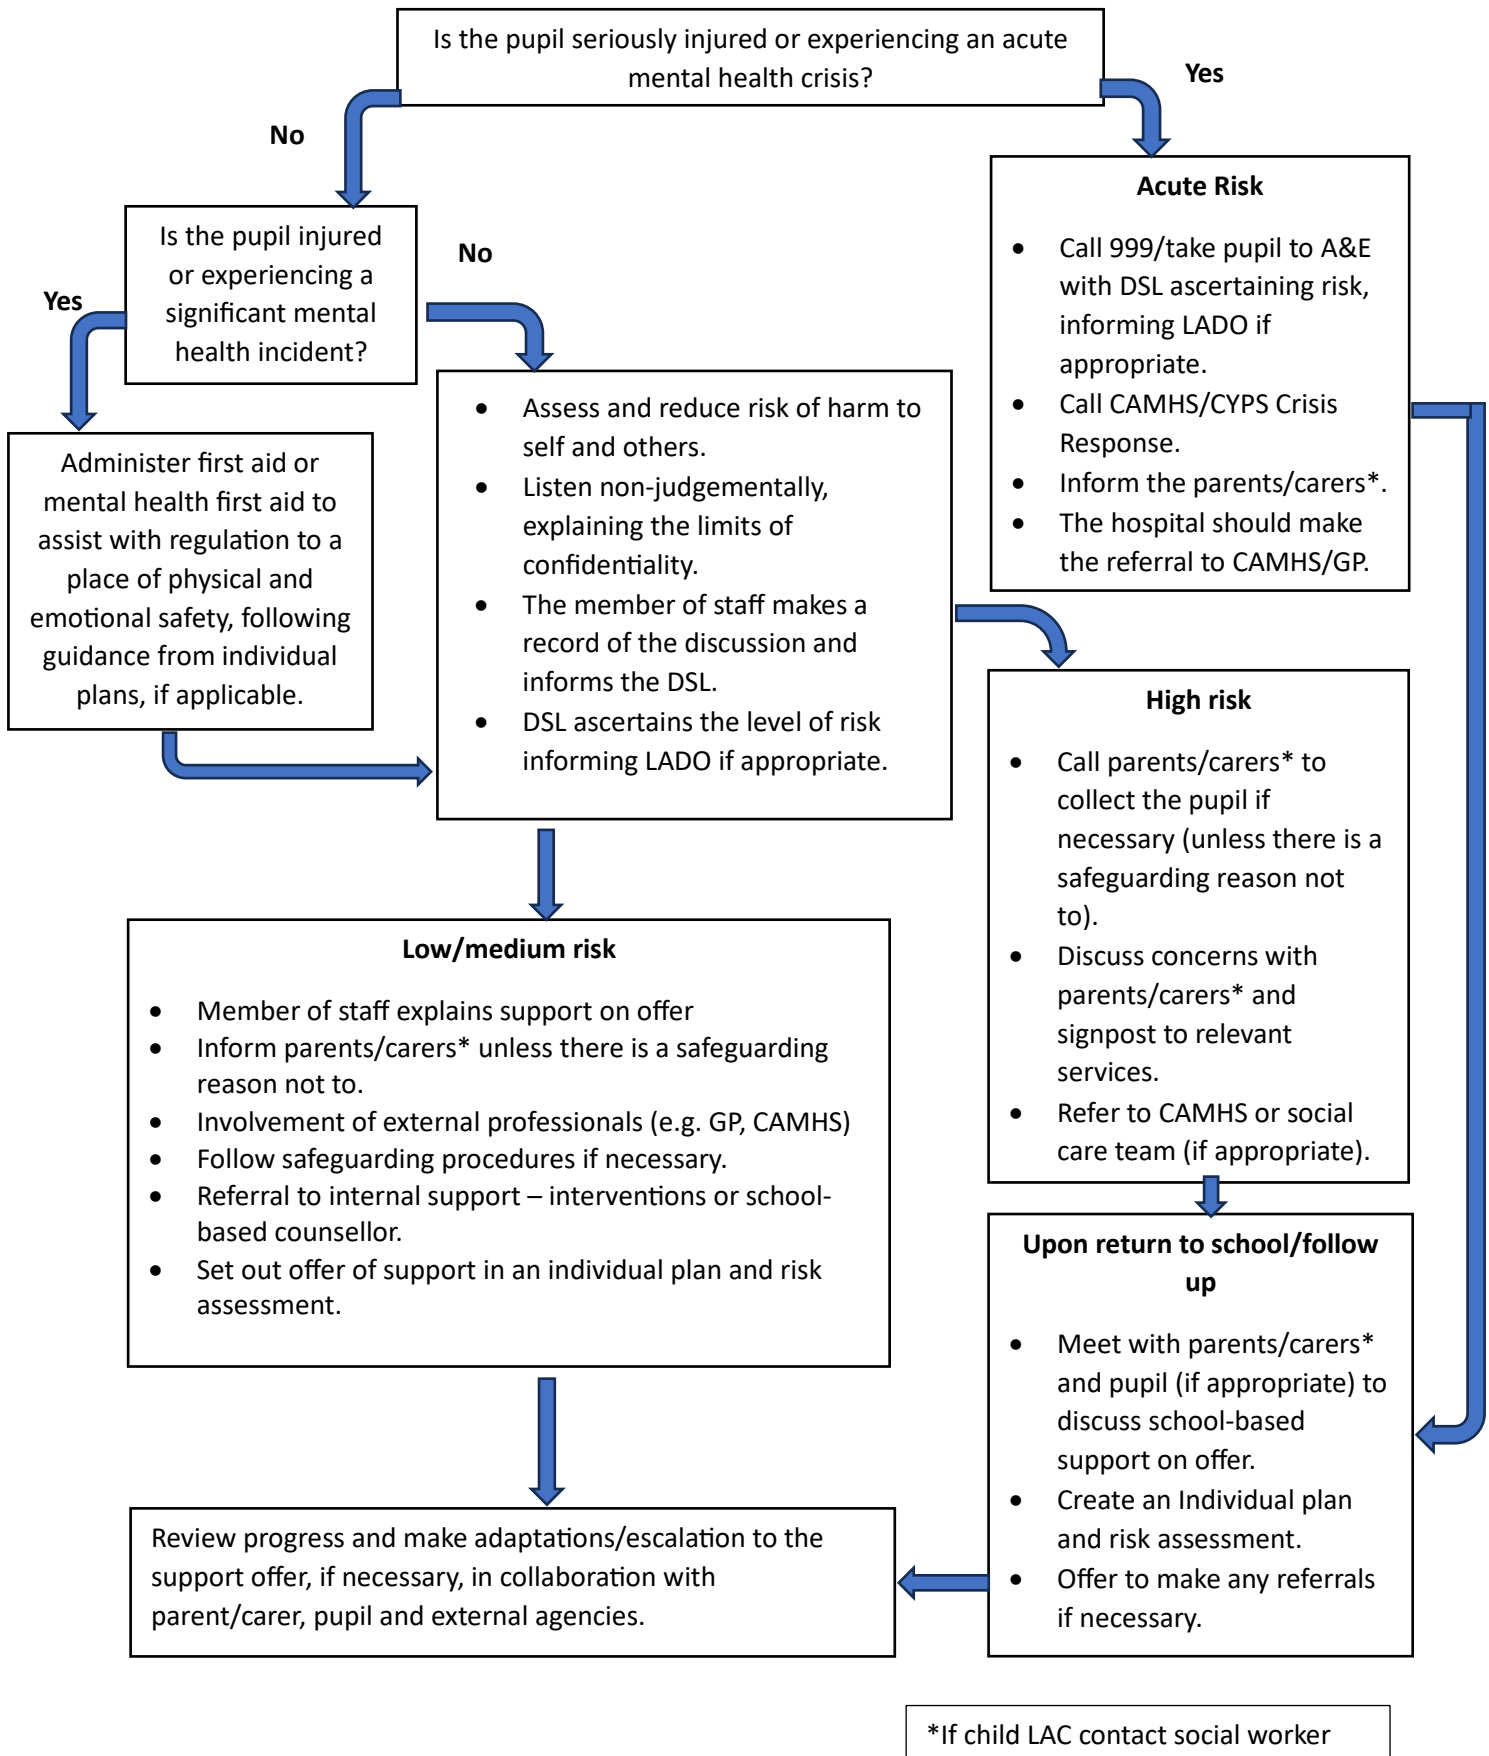 Is the pupil seriously injured or experiencing an acute
mental health crisis?
Yes
No
Acute Risk
• Call 999/take pupil to A&E
with DSL ascertaining risk,
informing LADO if
appropriate.
• Call CAMHS/CYPS Crisis
Response.
• Inform the parents/carers*.
• The hospital should make
the referral to CAMHS/GP.
Is the pupil injured
or experiencing a
significant mental
health incident?
No
Yes
Administer first aid or
mental health first aid to
assist with regulation to a
place of physical and
emotional safety, following
guidance from individual
plans, if applicable.
• Assess and reduce risk of harm to
self and others.
• Listen non-judgementally,
explaining the limits of
confidentiality.
• The member of staff makes a
record of the discussion and
informs the DSL.
• DSL ascertains the level of risk
informing LADO if appropriate.
High risk
• Call parents/carers* to
collect the pupil if
necessary (unless there is a
safeguarding reason not
to).
• Discuss concerns with
parents/carers* and
signpost to relevant
services.
• Refer to CAMHS or social
care team (if appropriate).
Low/medium risk
• Member of staff explains support on offer
• Inform parents/carers* unless there is a safeguarding
reason not to.
• Involvement of external professionals (e.g. GP, CAMHS)
• Follow safeguarding procedures if necessary.
• Referral to internal support – interventions or school-
based counsellor.
• Set out offer of support in an individual plan and risk
assessment.
Upon return to school/follow
up
• Meet with parents/carers*
and pupil (if appropriate) to
discuss school-based
support on offer.
• Create an Individual plan
and risk assessment.
• Offer to make any referrals
if necessary.
Review progress and make adaptations/escalation to the
support offer, if necessary, in collaboration with
parent/carer, pupil and external agencies.
*If child LAC contact social worker